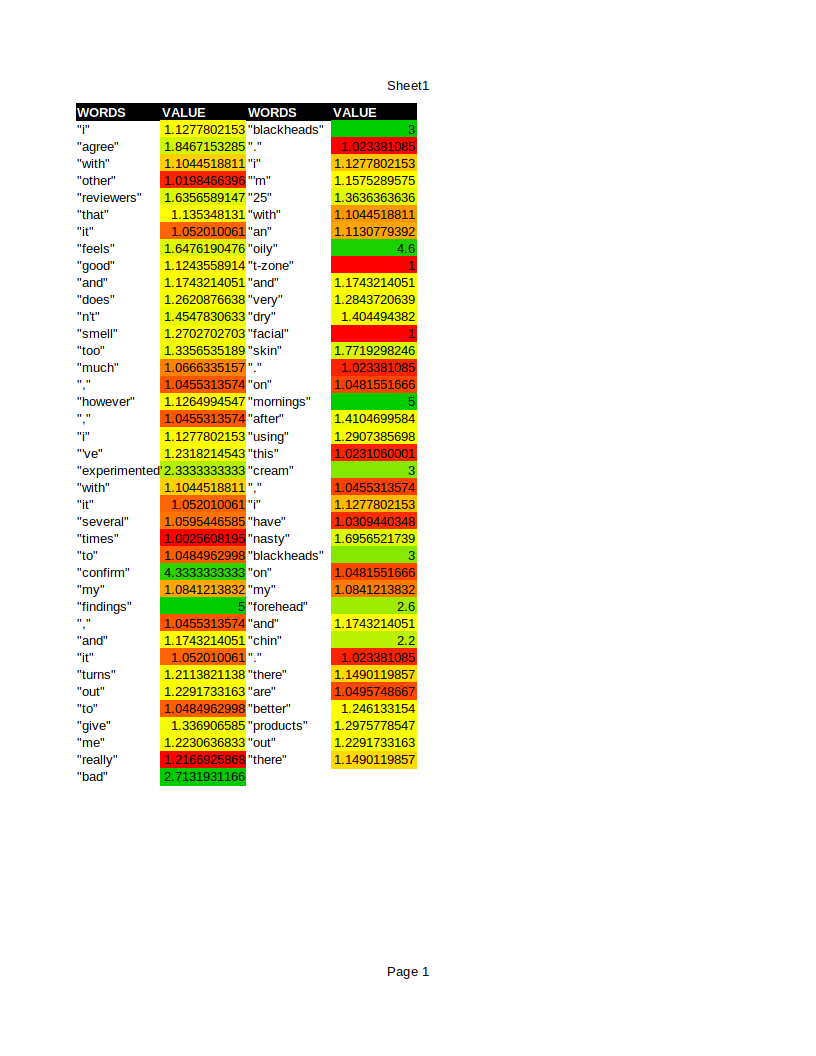 Sheet1
WORDS VALUE WORDS VALUE
"i" 1.1277802153 "blackheads" 3
"agree" 1.8467153285 "." 1.023381085
"with" 1.1044518811 "i" 1.1277802153
"other" 1.0198466396 "'m" 1.1575289575
"reviewers" 1.6356589147 "25" 1.3636363636
"that" 1.135348131 "with" 1.1044518811
"it" 1.052010061 "an" 1.1130779392
"feels" 1.6476190476 "oily" 4.6
"good" 1.1243558914 "t-zone" 1
"and" 1.1743214051 "and" 1.1743214051
"does" 1.2620876638 "very" 1.2843720639
"n't" 1.4547830633 "dry" 1.404494382
"smell" 1.2702702703 "facial" 1
"too" 1.3356535189 "skin" 1.7719298246
"much" 1.0666335157 "." 1.023381085
"," 1.0455313574 "on" 1.0481551666
"however" 1.1264994547 "mornings" 5
"," 1.0455313574 "after" 1.4104699584
"i" 1.1277802153 "using" 1.2907385698
"'ve" 1.2318214543 "this" 1.0231060001
"experimented" 2.3333333333 "cream" 3
"with" 1.1044518811 "," 1.0455313574
"it" 1.052010061 "i" 1.1277802153
"several" 1.0595446585 "have" 1.0309440348
"times" 1.0025608195 "nasty" 1.6956521739
"to" 1.0484962998 "blackheads" 3
"confirm" 4.3333333333 "on" 1.0481551666
"my" 1.0841213832 "my" 1.0841213832
"findings" 5 "forehead" 2.6
"," 1.0455313574 "and" 1.1743214051
"and" 1.1743214051 "chin" 2.2
"it" 1.052010061 "." 1.023381085
"turns" 1.2113821138 "there" 1.1490119857
"out" 1.2291733163 "are" 1.0495748667
"to" 1.0484962998 "better" 1.246133154
"give" 1.336906585 "products" 1.2975778547
"me" 1.2230636833 "out" 1.2291733163
"really" 1.2166925868 "there" 1.1490119857
"bad" 2.7131931166
Page 1